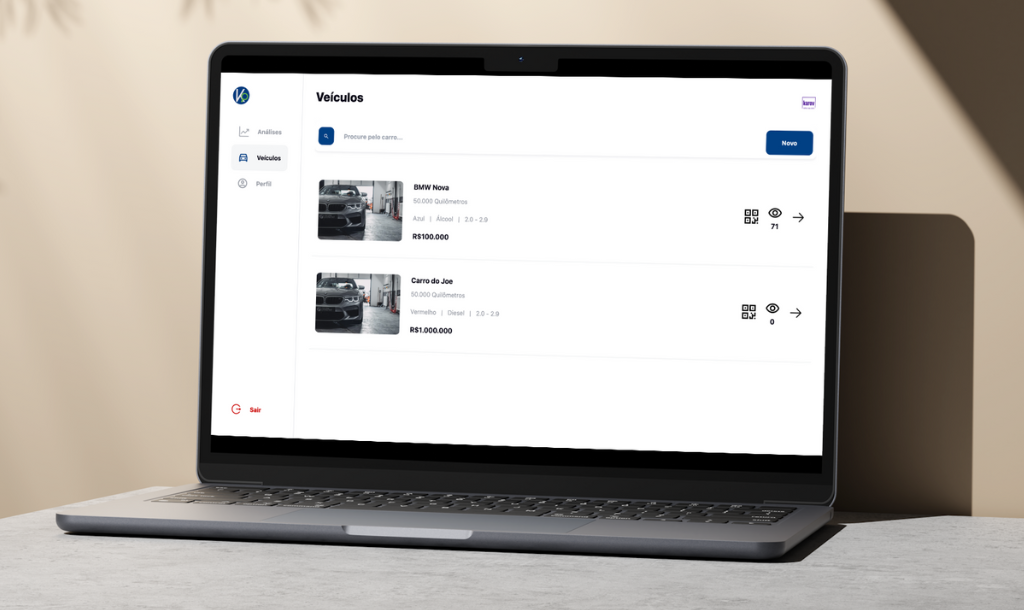 Veículos
Análises
Veículos
Perfil
Sair
Procure pelo carro...
Novo
BMW Nova
50.000 Quilômetros
Azul | Álcool | 2.0 - 2.9
R$100.000
71
Carro do Joe
50.000 Quilômetros
Vermelho | Diesel | 2.0 - 2.9
R$1.000.000
0